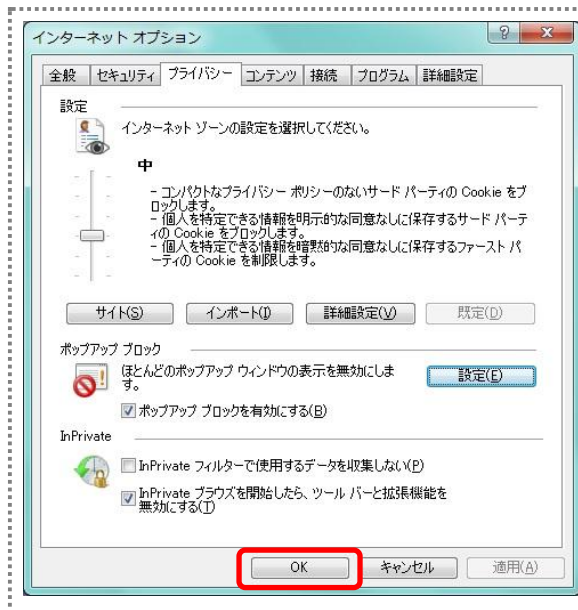 インターネット オプション
全般 セキュリティ プライバシー コンテンツ 接続 プログラム 詳細設定
設定
インターネット ゾーンの設定を選択してください。
中
- コンパクトなプライバシー ポリシーのないサード パーティの Cookie をブ
ロックします。
- 個人を特定できる情報を明示的な同意なしに保存するサード パーテ
ィの Cookie をブロックします。
- 個人を特定できる情報を暗黙的な同意なしに保存するファースト パ
ーティの Cookie を制限します。
サイト(S) インポート(I) 詳細設定(V) 既定(D)
ポップアップ ブロック
ほとんどのポップアップ ウィンドウの表示を無効にしま
す。
設定(E)
ポップアップ ブロックを有効にする(B)
InPrivate
InPrivate フィルターで使用するデータを収集しない(P)
InPrivate ブラウズを開始したら、ツール バーと拡張機能を
無効にする(T)
OK キャンセル 適用(A)